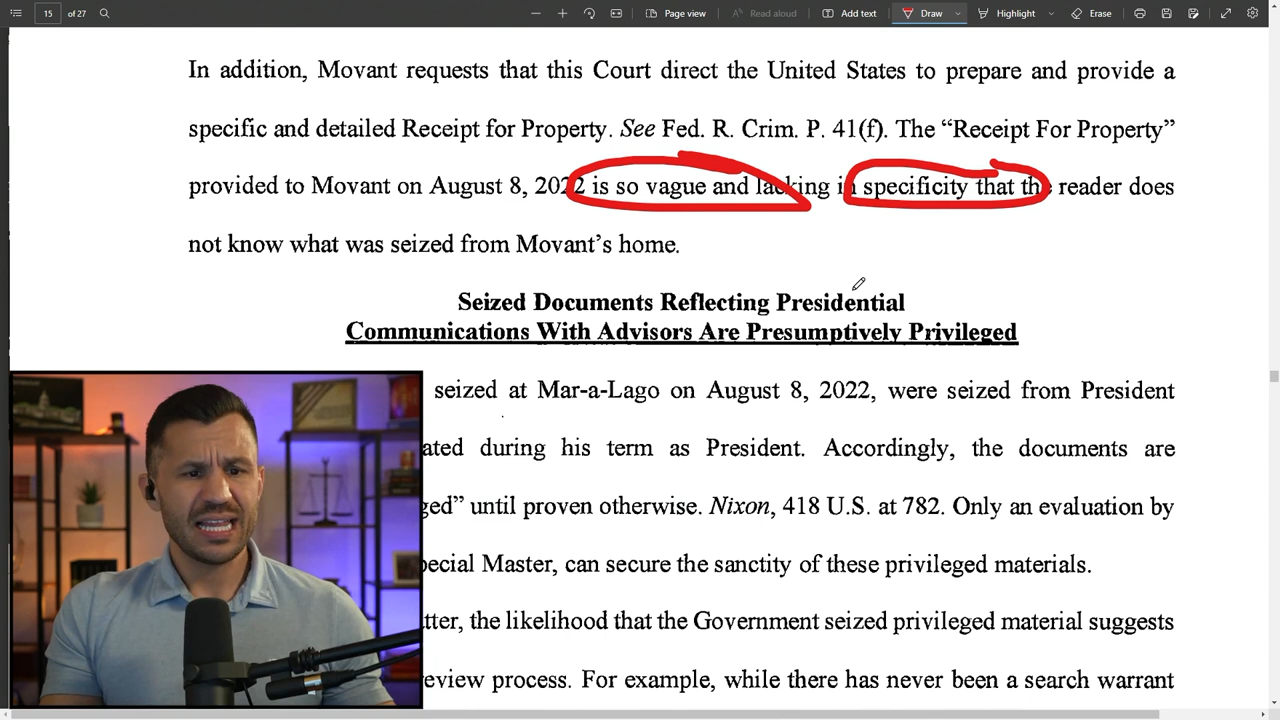 15 of 27 Page view Read aloud Add text Draw Highlight Erase
In addition, Movant requests that this Court direct the United States to prepare and provide a
specific and detailed Receipt for Property. See Fed. R. Crim. P. 41(f). The “Receipt For Property”
provided to Movant on August 8, 2022 is so vague and lacking in specificity that the reader does
not know what was seized from Movant’s home.
Seized Documents Reflecting Presidential
Communications With Advisors Are Presumptively Privileged
seized at Mar-a-Lago on August 8, 2022, were seized from President
ated during his term as President. Accordingly, the documents are
ged” until proven otherwise. Nixon, 418 U.S. at 782. Only an evaluation by
pecial Master, can secure the sanctity of these privileged materials.
tter, the likelihood that the Government seized privileged material suggests
eview process. For example, while there has never been a search warrant